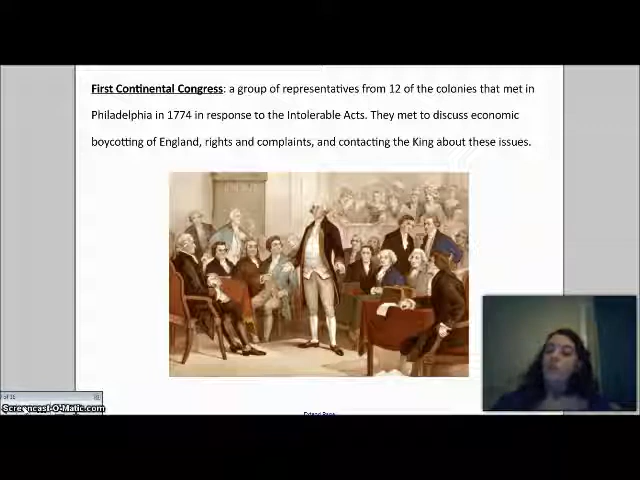 First Continental Congress: a group of representatives from 12 of the colonies that met in
Philadelphia in 1774 in response to the Intolerable Acts. They met to discuss economic
boycotting of England, rights and complaints, and contacting the King about these issues.
Screencast-O-Matic.com
Extend Page